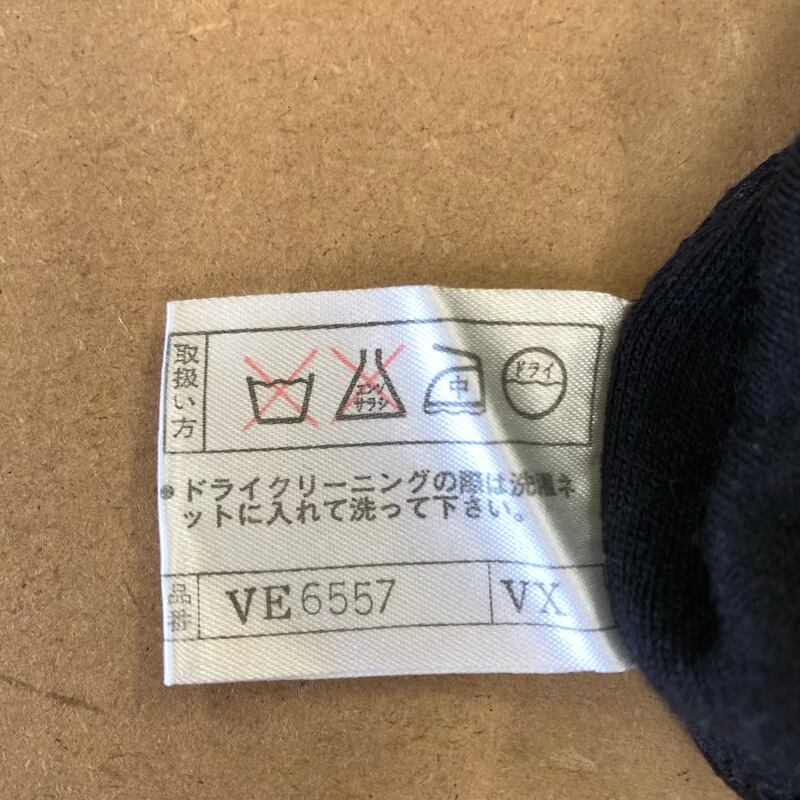 取扱い方
エンソ
サラシ
中
ドライ
•ドライクリーニングの際は洗濯ネ
ットに入れて洗って下さい。
品番 VE6557 VX